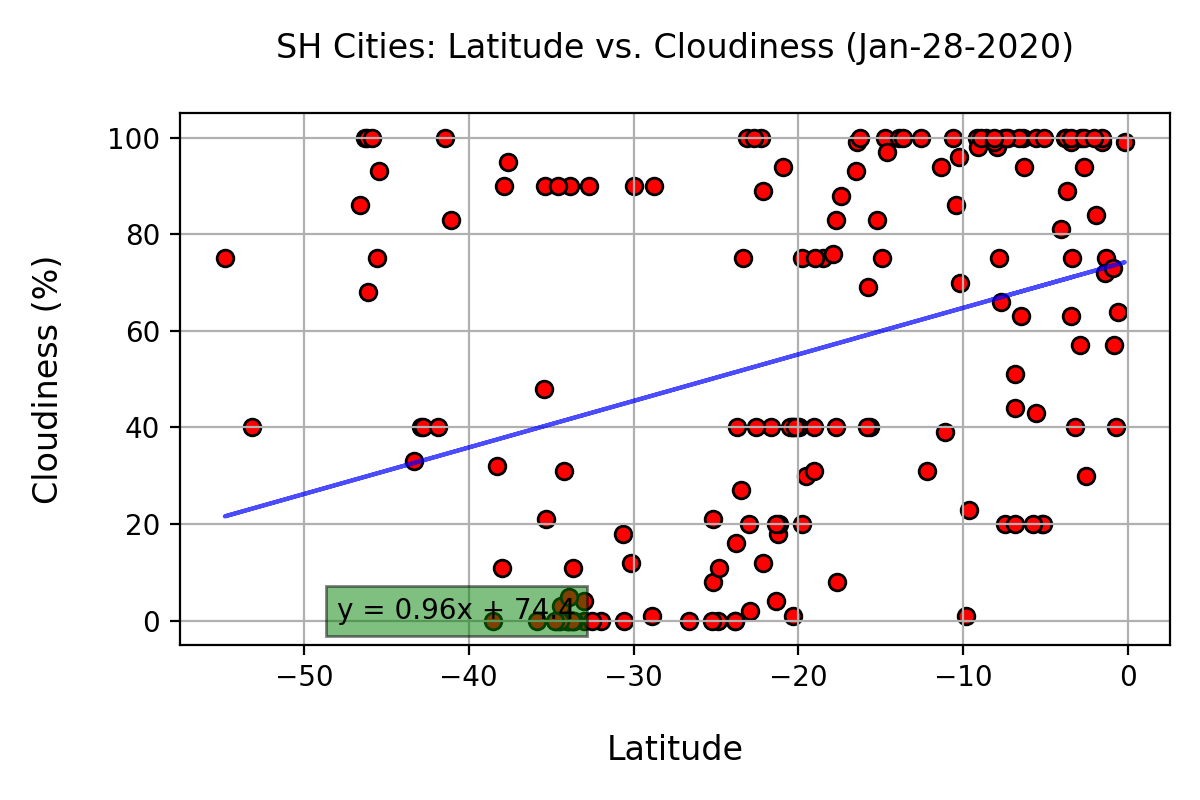 SH Cities: Latitude vs. Cloudiness (Jan-28-2020)
Cloudiness (%)
100
80
60
40
20
0
y = 0.96x + 74.4
−50 −40 −30 −20 −10 0
Latitude